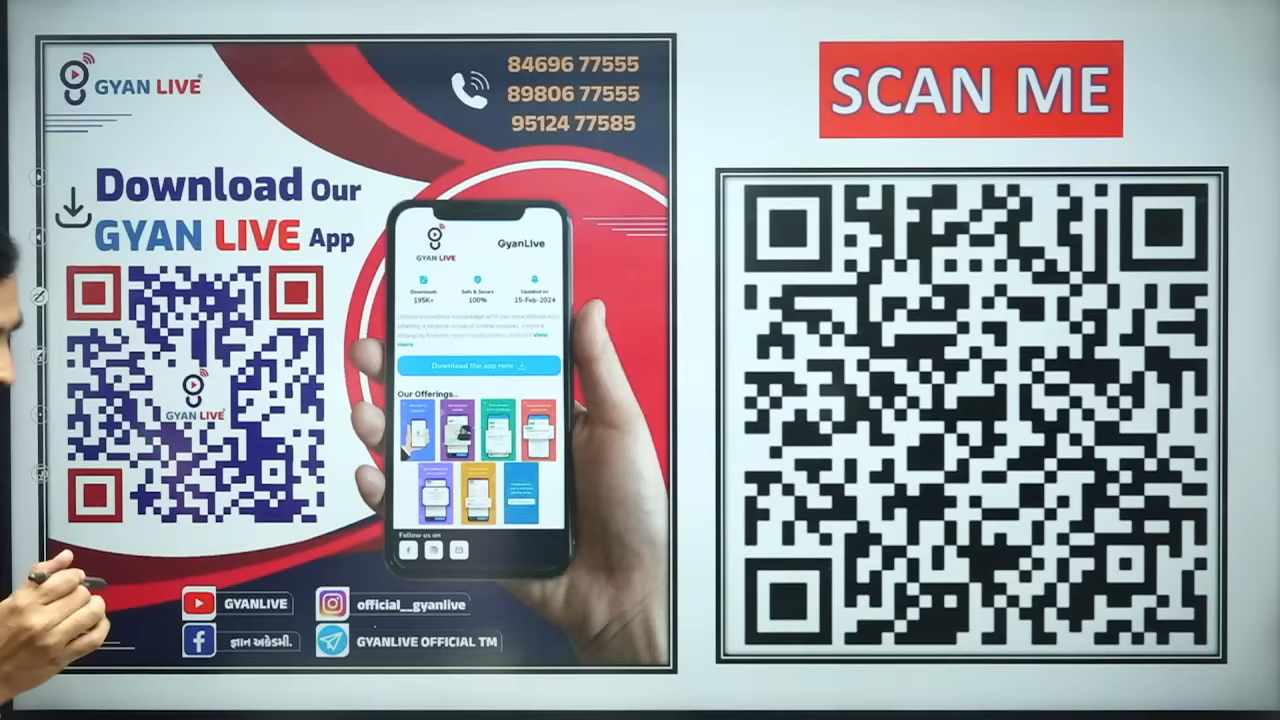 GYAN LIVE
84696 77555
89806 77555
95124 77585
Download Our
GYAN LIVE App
GYAN LIVE
GYAN LIVE
GyanLive
Downloads
195K+
Safe & Secure
100%
Updated on
15-Feb-2024
Download the app now
Our Offerings..
Follow us on
GYANLIVE
official__gyanlive
જ્ઞાન એકેડમી.
GYANLIVE OFFICIAL TM
SCAN ME